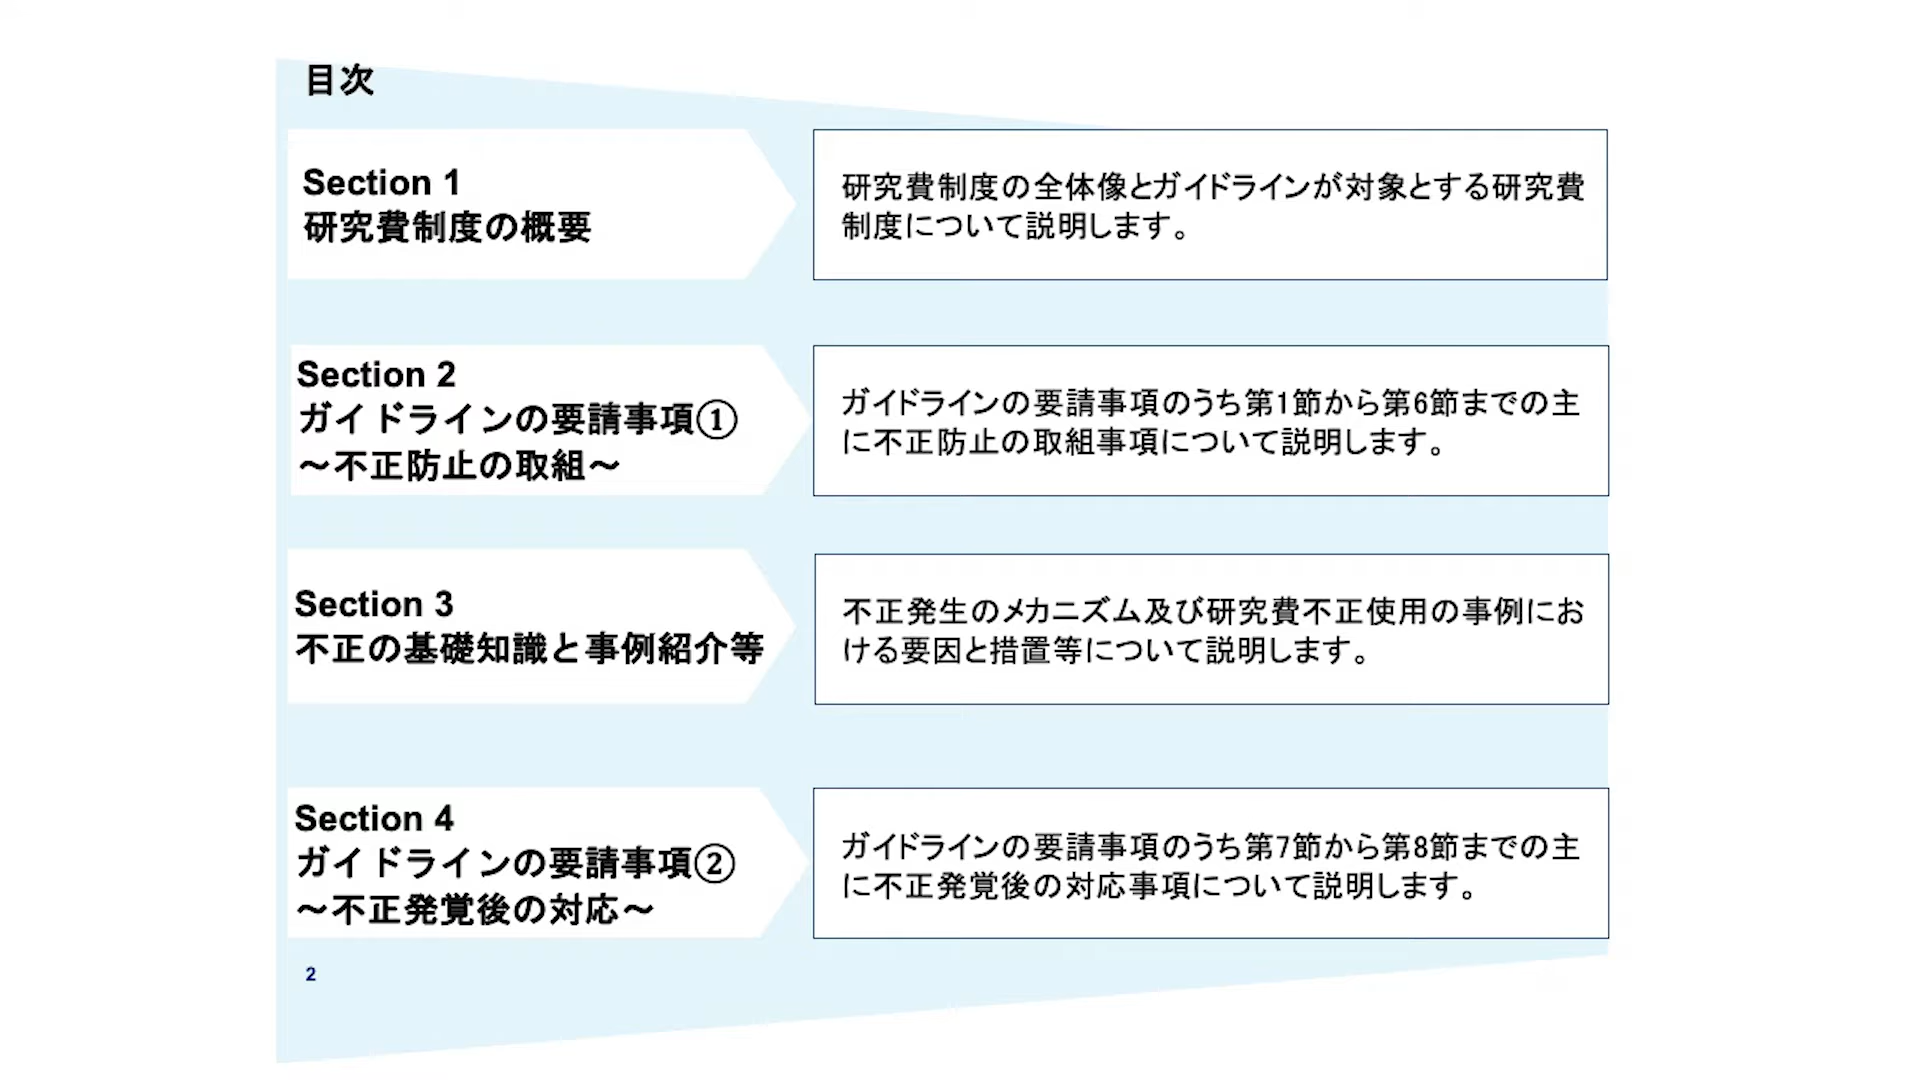 目次
Section 1
研究費制度の概要
研究費制度の全体像とガイドラインが対象とする研究費
制度について説明します。
Section 2
ガイドラインの要請事項①
～不正防止の取組～
ガイドラインの要請事項のうち第1節から第6節までの主
に不正防止の取組事項について説明します。
Section 3
不正の基礎知識と事例紹介等
不正発生のメカニズム及び研究費不正使用の事例にお
ける要因と措置等について説明します。
Section 4
ガイドラインの要請事項②
～不正発覚後の対応～
ガイドラインの要請事項のうち第7節から第8節までの主
に不正発覚後の対応事項について説明します。
2